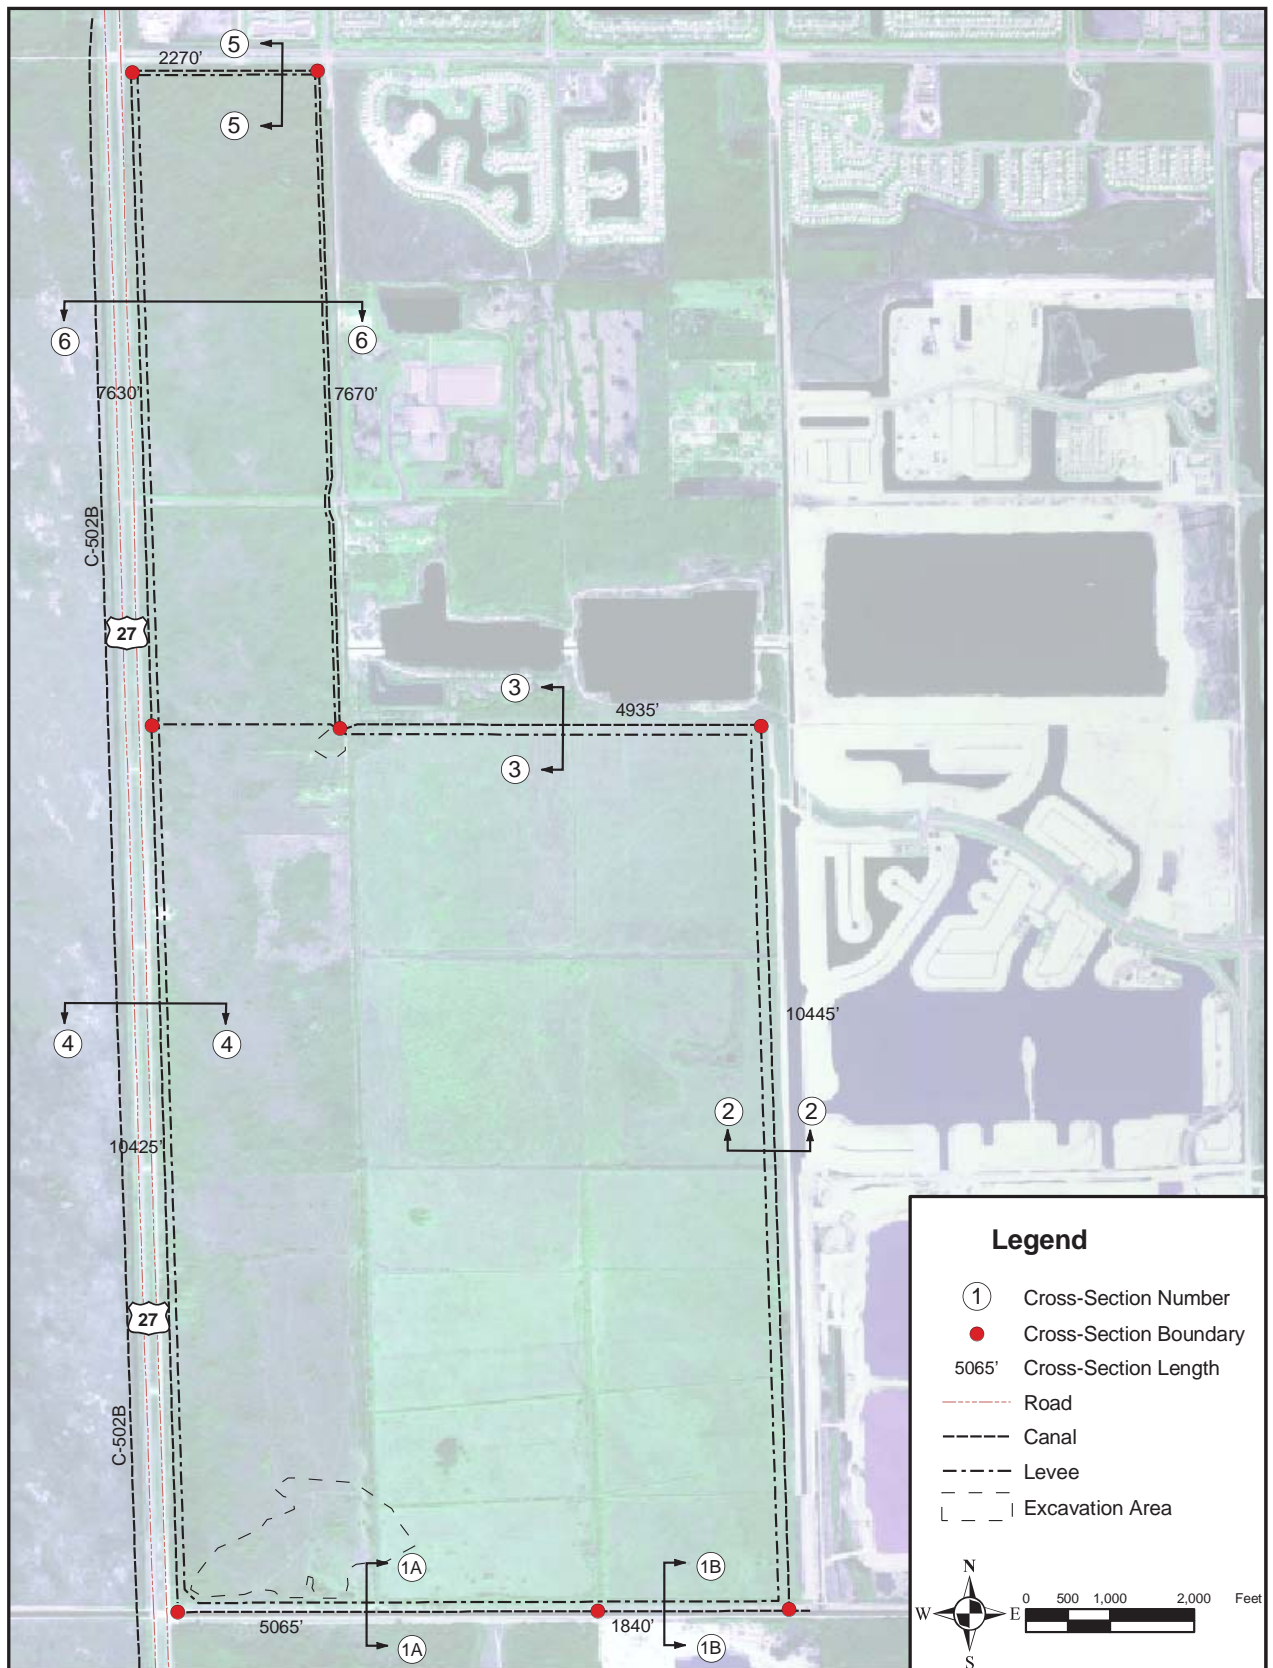 2270’
5
5
6
6
7630’
7670’
C-502B
27
3
4935’
3
4
4
10445’
2
2
10425’
27
C-502B
1A
1B
5065’
1840’
1A
1B
Legend
1 Cross-Section Number
Cross-Section Boundary
5065’ Cross-Section Length
Road
Canal
Levee
Excavation Area
N
W E
S
0 500 1,000 2,000 Feet